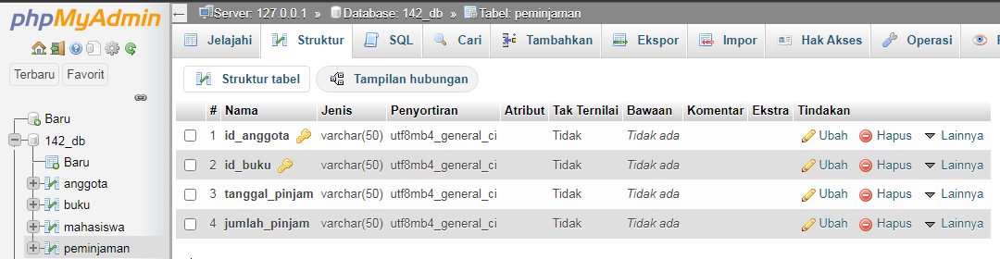 phpMyAdmin
Server: 127.0.0.1 » Database: 142_db » Tabel: peminjaman
Jelajahi Struktur SQL Cari Tambahkan Ekspor Impor Hak Akses Operasi
Terbaru Favorit
Baru
142_db
Baru
anggota
buku
mahasiswa
peminjaman
Struktur tabel Tampilan hubungan
# Nama Jenis Penyortiran Atribut Tak Ternilai Bawaan Komentar Ekstra Tindakan
1 id_anggota varchar(50) utf8mb4_general_ci Tidak Tidak ada Ubah Hapus Lainnya
2 id_buku varchar(50) utf8mb4_general_ci Tidak Tidak ada Ubah Hapus Lainnya
3 tanggal_pinjam varchar(50) utf8mb4_general_ci Tidak Tidak ada Ubah Hapus Lainnya
4 jumlah_pinjam varchar(50) utf8mb4_general_ci Tidak Tidak ada Ubah Hapus Lainnya